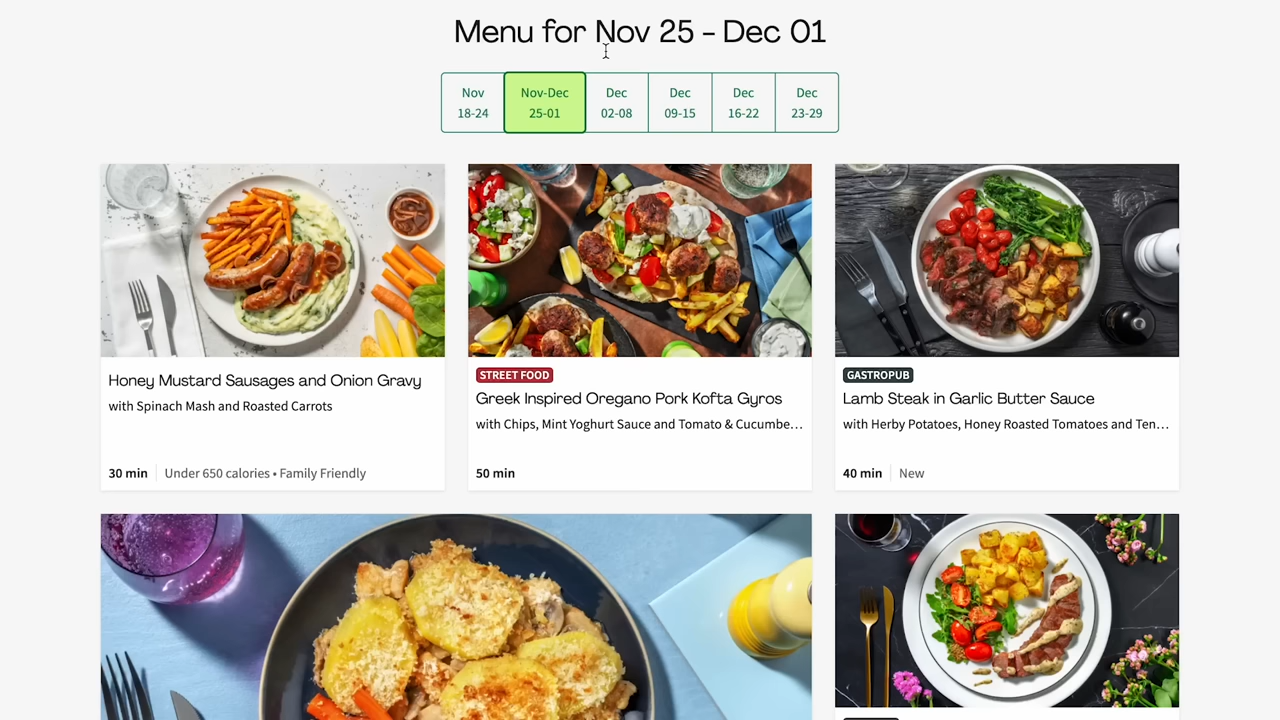 Menu for Nov 25 - Dec 01
Nov
18-24
Nov-Dec
25-01
Dec
02-08
Dec
09-15
Dec
16-22
Dec
23-29
Honey Mustard Sausages and Onion Gravy
with Spinach Mash and Roasted Carrots
30 min
Under 650 calories • Family Friendly
STREET FOOD
Greek Inspired Oregano Pork Kofta Gyros
with Chips, Mint Yoghurt Sauce and Tomato & Cucumbe...
50 min
GASTROPUB
Lamb Steak in Garlic Butter Sauce
with Herby Potatoes, Honey Roasted Tomatoes and Ten...
40 min
New